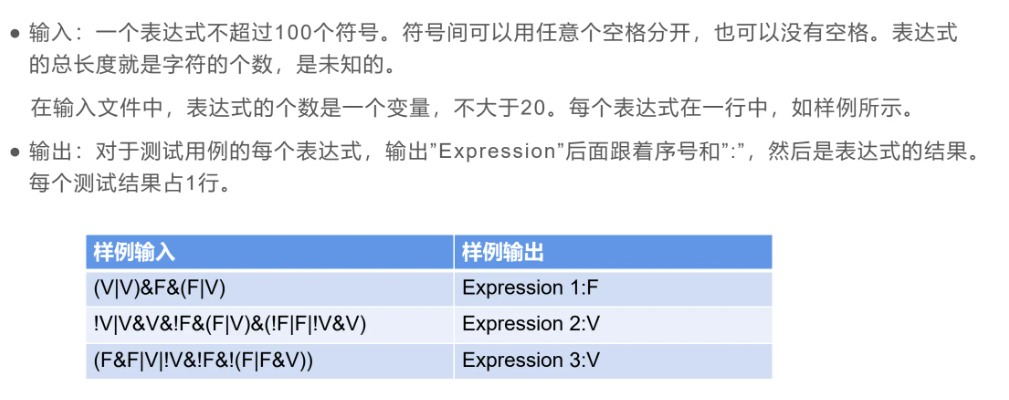 ● 输入：一个表达式不超过100个符号。符号间可以用任意个空格分开，也可以没有空格。表达式
的总长度就是字符的个数，是未知的。
在输入文件中，表达式的个数是一个变量，不大于20。每个表达式在一行中，如样例所示。
● 输出：对于测试用例的每个表达式，输出”Expression”后面跟着序号和”:”，然后是表达式的结果。
每个测试结果占1行。
样例输入 样例输出
(V|V)&F&(F|V) Expression 1:F
!V|V&V&!F&(F|V)&(!F|F|!V&V) Expression 2:V
(F&F|V|!V&!F&!(F|F&V)) Expression 3:V